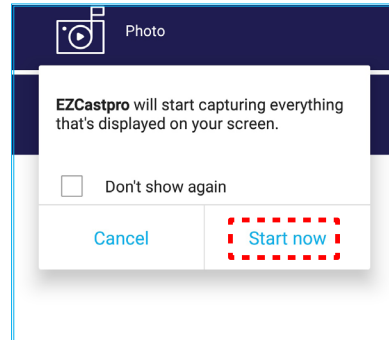 Photo
EZCastpro will start capturing everything
that's displayed on your screen.
Don't show again
Cancel
Start now